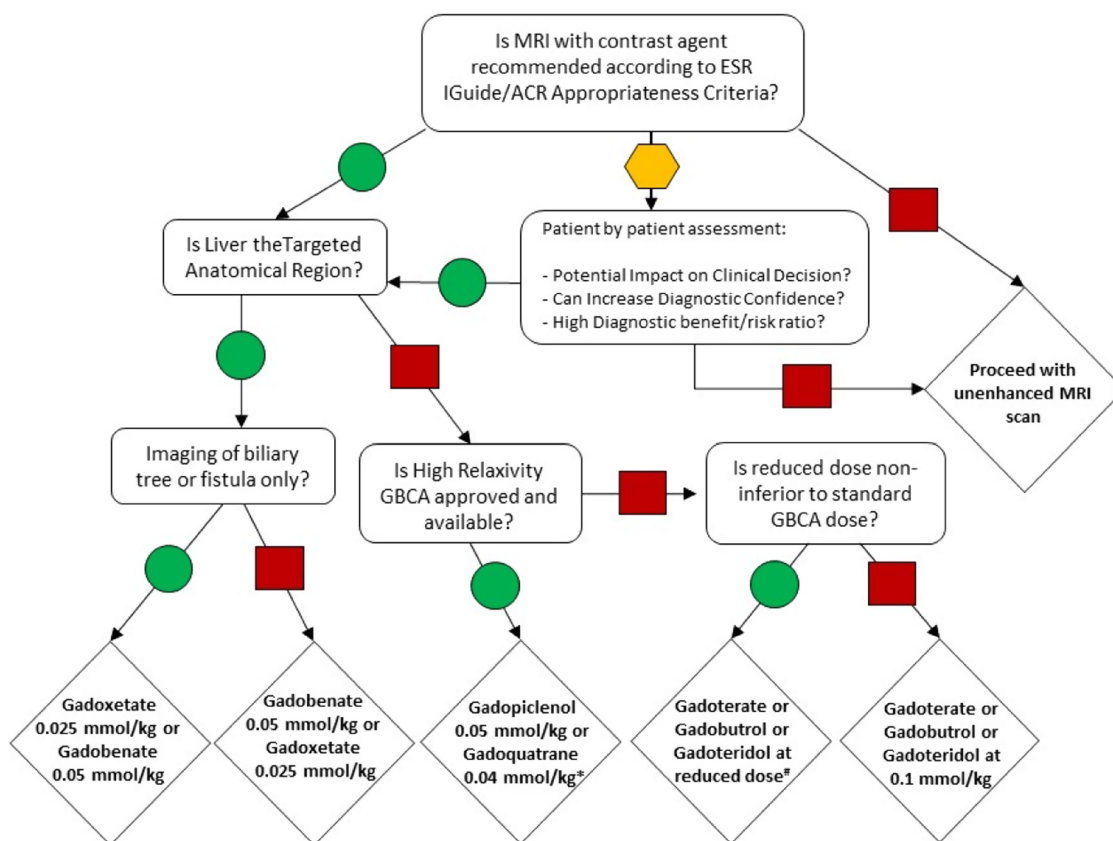 Is MRI with contrast agent
recommended according to ESR
IGuide/ACR Appropriateness Criteria?
Is Liver theTargeted
Anatomical Region?
Patient by patient assessment:
- Potential Impact on Clinical Decision?
- Can Increase Diagnostic Confidence?
- High Diagnostic benefit/risk ratio?
Proceed with
unenhanced MRI
scan
Imaging of biliary
tree or fistula only?
Is High Relaxivity
GBCA approved and
available?
Is reduced dose non-
inferior to standard
GBCA dose?
Gadoxetate
0.025 mmol/kg or
Gadobenate
0.05 mmol/kg
Gadobenate
0.05 mmol/kg or
Gadoxetate
0.025 mmol/kg
Gadopiclenol
0.05 mmol/kg or
Gadoquatrane
0.04 mmol/kg*
Gadoterate or
Gadobutrol or
Gadoteridol at
reduced dose#
Gadoterate or
Gadobutrol or
Gadoteridol at
0.1 mmol/kg